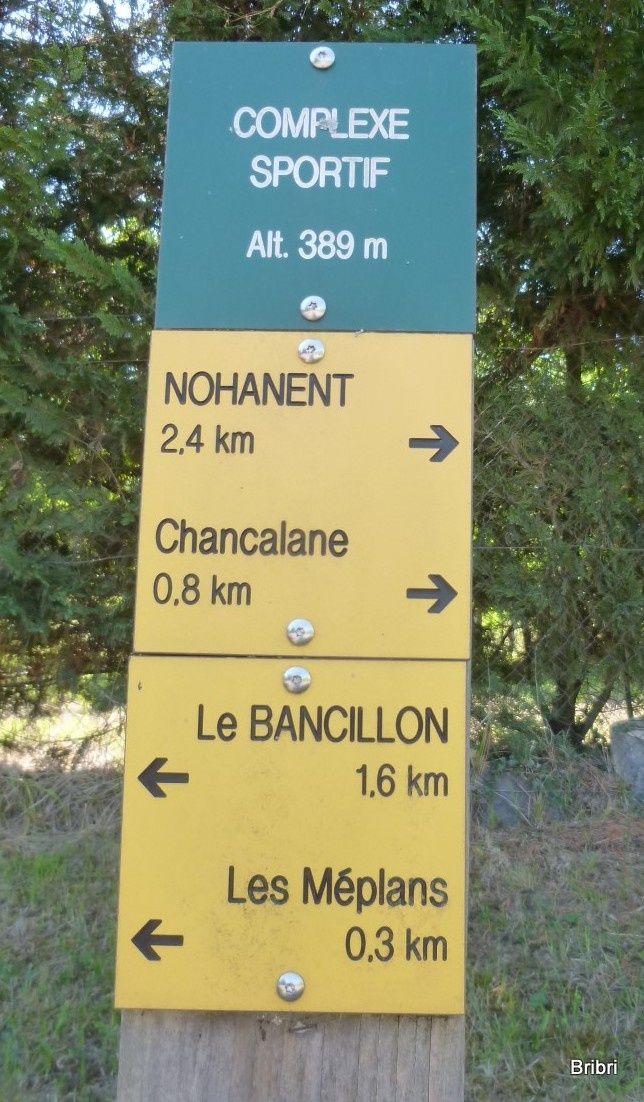 COMPLEXE
SPORTIF
Alt. 389 m
NOHANENT
2,4 km
Chancalane
0,8 km
Le BANCILLON
1,6 km
Les Méplans
0,3 km
Bribri